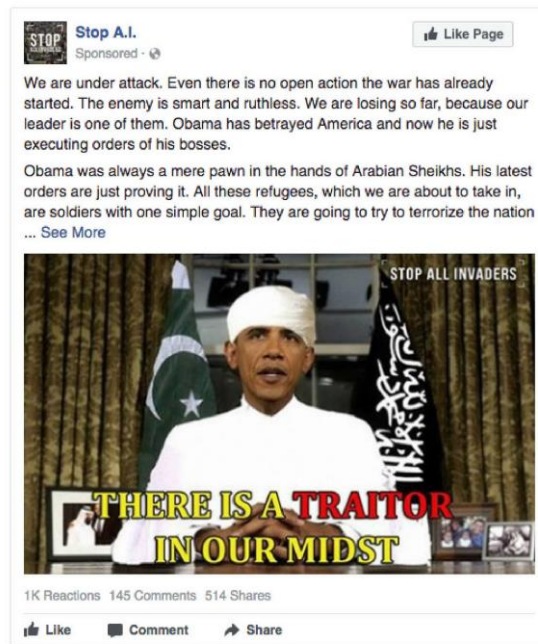 STOP
Stop A.I.
Sponsored ·
Like Page
We are under attack. Even there is no open action the war has already
started. The enemy is smart and ruthless. We are losing so far, because our
leader is one of them. Obama has betrayed America and now he is just
executing orders of his bosses.
Obama was always a mere pawn in the hands of Arabian Sheikhs. His latest
orders are just proving it. All these refugees, which we are about to take in,
are soldiers with one simple goal. They are going to try to terrorize the nation
... See More
STOP ALL INVADERS
THERE IS A TRAITOR
IN OUR MIDST
1K Reactions 145 Comments 514 Shares
Like Comment Share